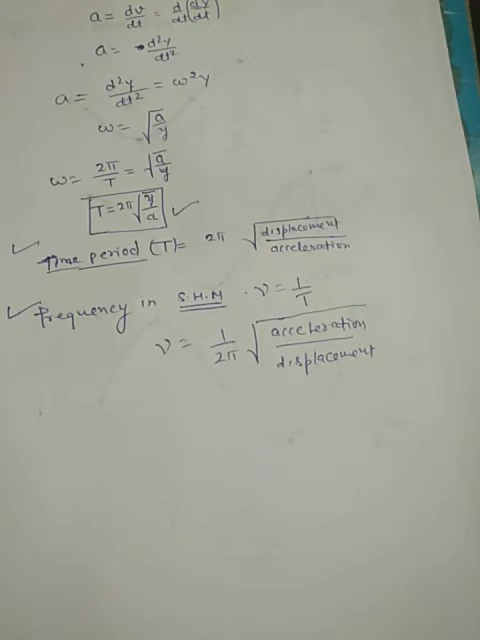 a = dv/dt = d/dt(dy/dt)
a = d²y/dt²
a = d²y/dt² = ω²y
ω = √(a/y)
ω = 2π/T = √(a/y)
T = 2π√(y/a) ✓
✓ Time period (T) = 2π √(displacement/acceleration)
✓ Frequency in S.H.M . ν = 1/T
ν = 1/2π √(acceleration/displacement)